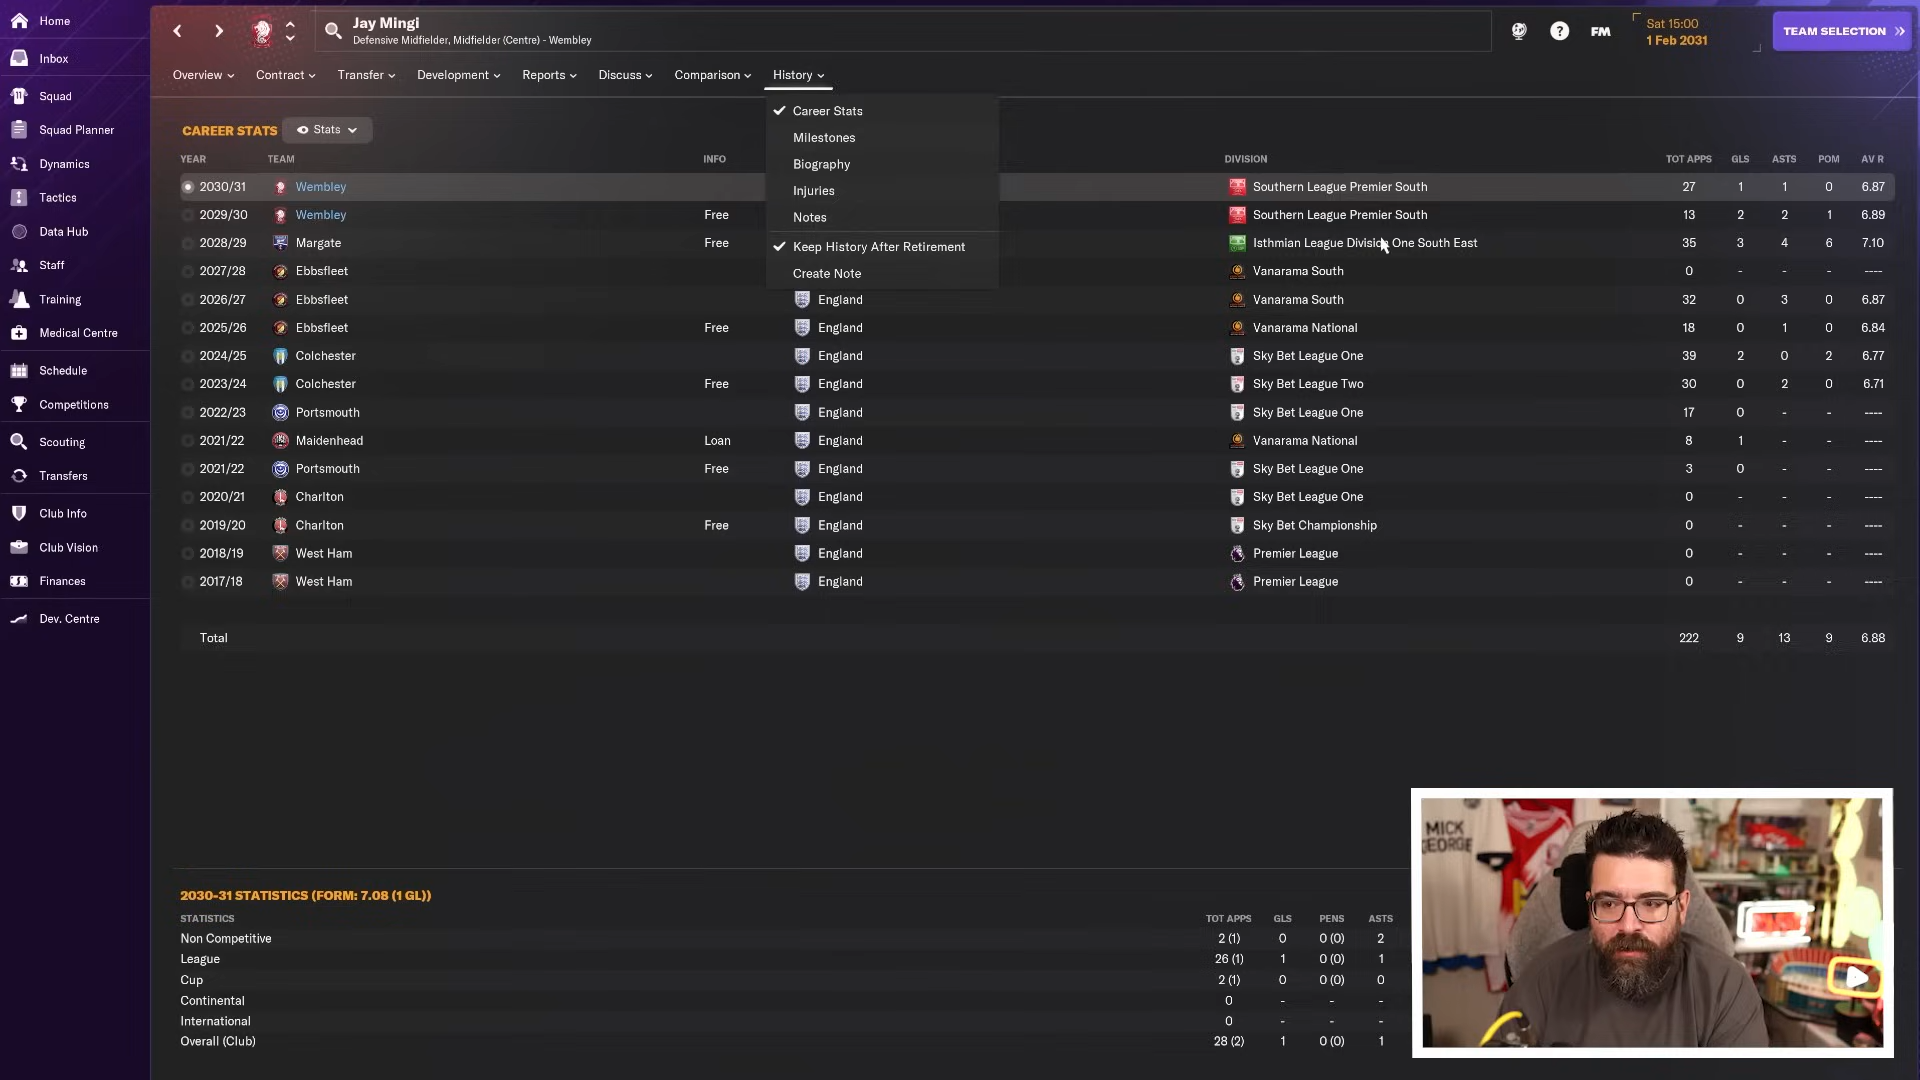 Home
Inbox
Squad
Squad Planner
Dynamics
Tactics
Data Hub
Staff
Training
Medical Centre
Schedule
Competitions
Scouting
Transfers
Club Info
Club Vision
Finances
Dev. Centre
Jay Mingi
Defensive Midfielder, Midfielder (Centre) - Wembley
FM
Sat 15:00
1 Feb 2031
TEAM SELECTION
Overview Contract Transfer Development Reports Discuss Comparison History
Career Stats
Milestones
Biography
Injuries
Notes
Keep History After Retirement
Create Note
CAREER STATS Stats
YEAR TEAM INFO DIVISION TOT APPS GLS ASTS POM AV R
2030/31 Wembley Southern League Premier South 27 1 1 0 6.87
2029/30 Wembley Free Southern League Premier South 13 2 2 1 6.89
2028/29 Margate Free Isthmian League Division One South East 35 3 4 6 7.10
2027/28 Ebbsfleet Vanarama South 0 - - - ----
2026/27 Ebbsfleet England Vanarama South 32 0 3 0 6.87
2025/26 Ebbsfleet Free England Vanarama National 18 0 1 0 6.84
2024/25 Colchester England Sky Bet League One 39 2 0 2 6.77
2023/24 Colchester Free England Sky Bet League Two 30 0 2 0 6.71
2022/23 Portsmouth England Sky Bet League One 17 0 - - ----
2021/22 Maidenhead Loan England Vanarama National 8 1 - - ----
2021/22 Portsmouth Free England Sky Bet League One 3 0 - - ----
2020/21 Charlton England Sky Bet League One 0 - - - ----
2019/20 Charlton Free England Sky Bet Championship 0 - - - ----
2018/19 West Ham England Premier League 0 - - - ----
2017/18 West Ham England Premier League 0 - - - ----
Total 222 9 13 9 6.88
2030-31 STATISTICS (FORM: 7.08 (1 GL))
STATISTICS TOT APPS GLS PENS ASTS
Non Competitive 2 (1) 0 0 (0) 2
League 26 (1) 1 0 (0) 1
Cup 2 (1) 0 0 (0) 0
Continental 0 - - -
International 0 - - -
Overall (Club) 28 (2) 1 0 (0) 1
MICK
GEORGE